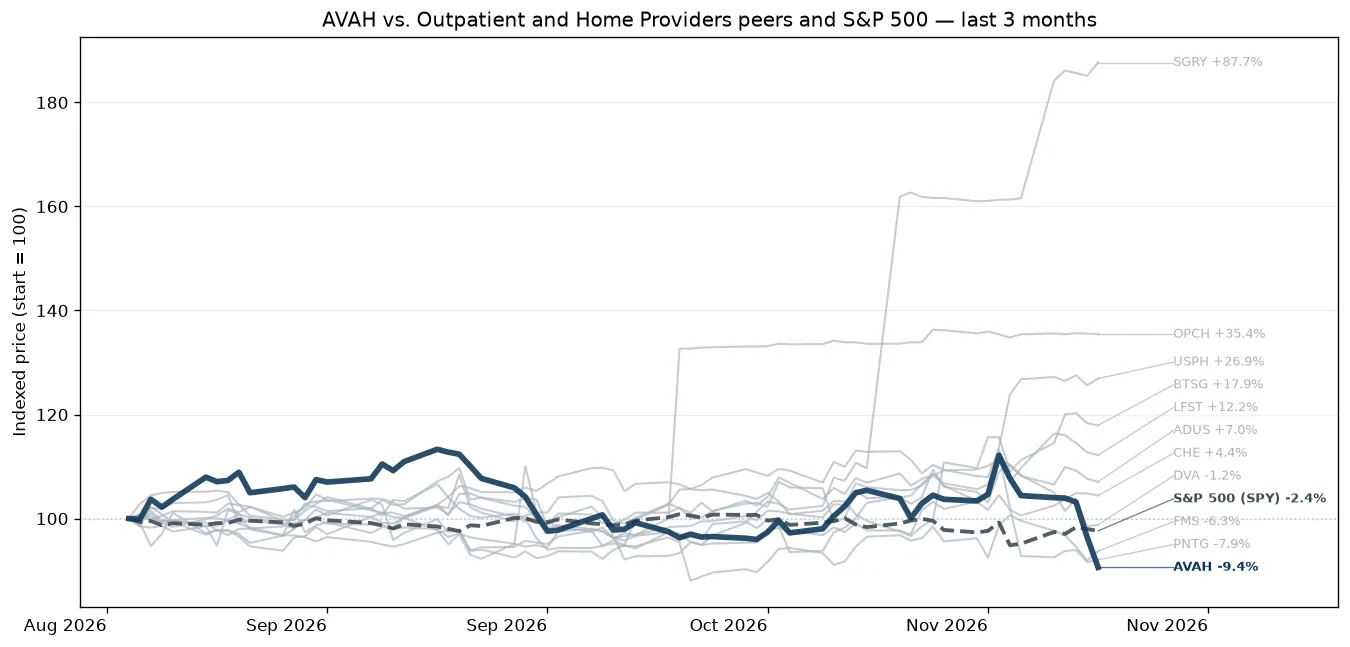 AVAH vs. Outpatient and Home Providers peers and S&P 500 — last 3 months
Indexed price (start = 100)
180
160
140
120
100
SGRY +87.7%
OPCH +35.4%
USPH +26.9%
BTSG +17.9%
LFST +12.2%
ADUS +7.0%
CHE +4.4%
DVA -1.2%
S&P 500 (SPY) -2.4%
FMS -6.3%
PNTG -7.9%
AVAH -9.4%
Aug 2026
Sep 2026
Sep 2026
Oct 2026
Nov 2026
Nov 2026